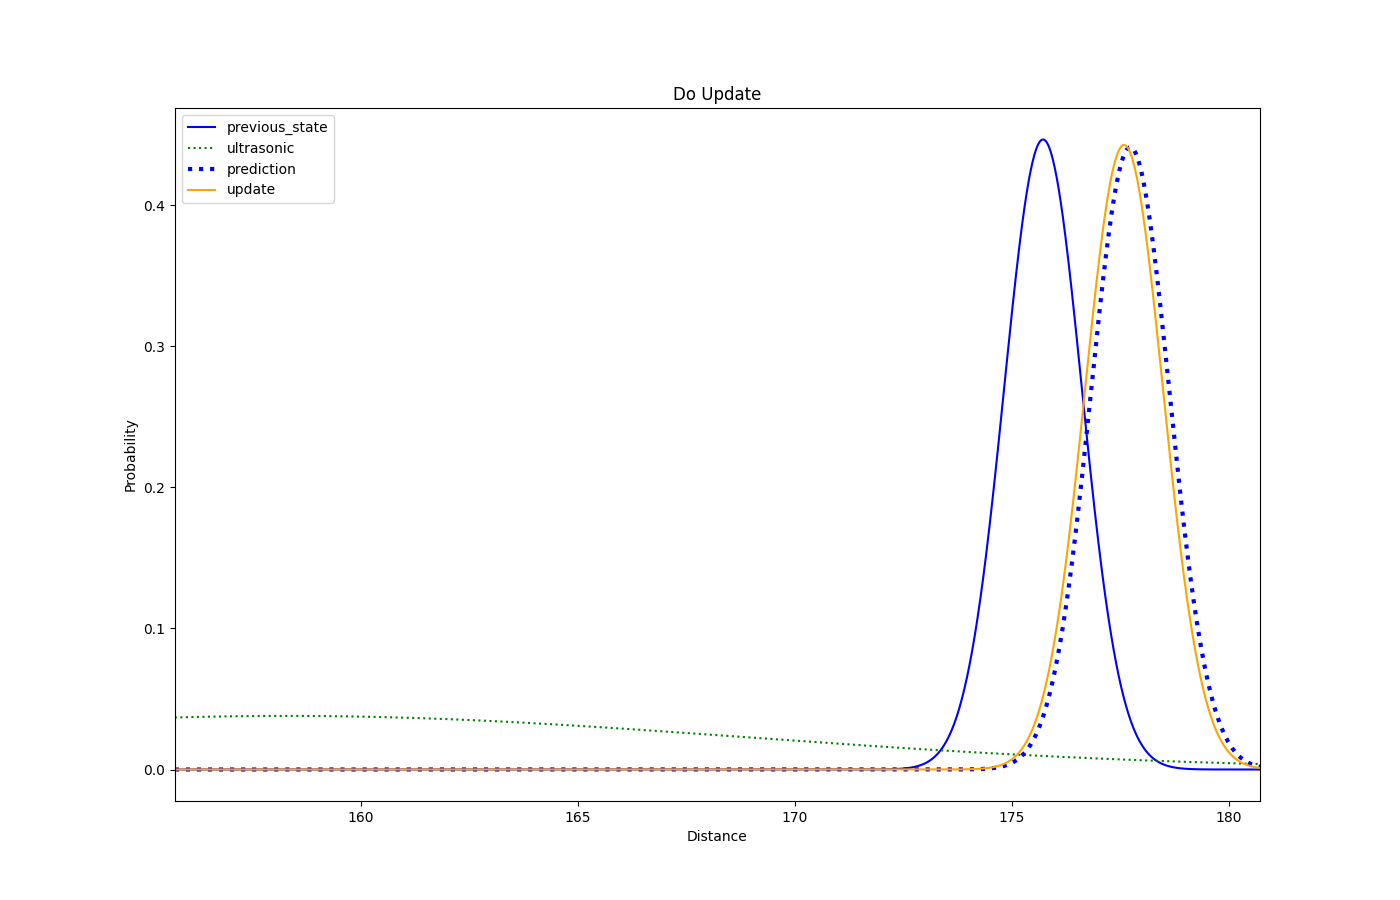 Do Update
previous_state
ultrasonic
prediction
update
0.4
0.3
0.2
0.1
0.0
Probability
160
165
170
175
180
Distance